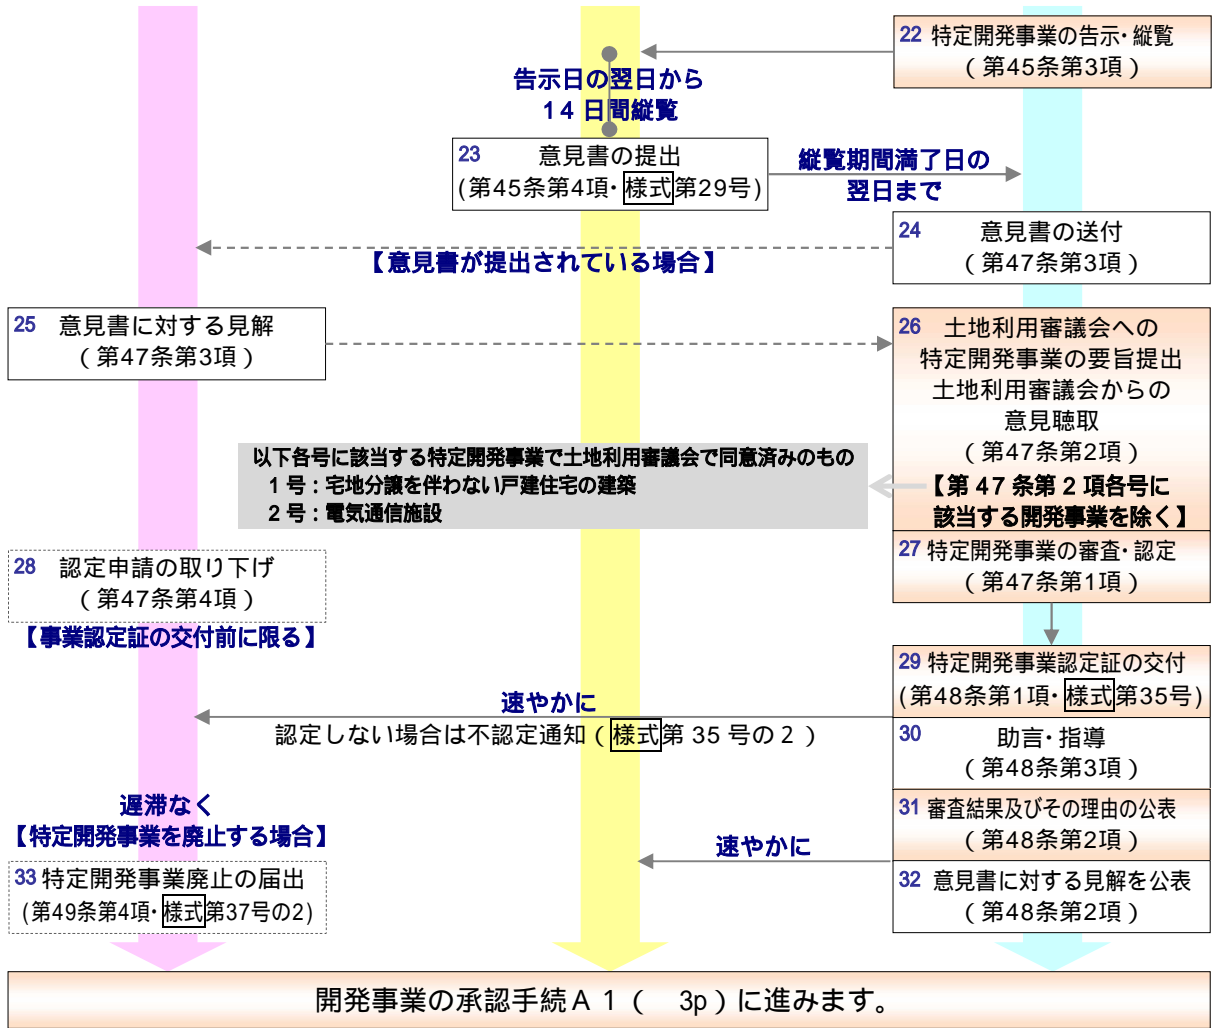 22 特定開発事業の告示・縦覧
（第45条第3項）
告示日の翌日から
14日間縦覧
23 意見書の提出
(第45条第4項・様式第29号)
縦覧期間満了日の
翌日まで
24 意見書の送付
（第47条第3項）
【意見書が提出されている場合】
25 意見書に対する見解
（第47条第3項）
26 土地利用審議会への
特定開発事業の要旨提出
土地利用審議会からの
意見聴取
（第47条第2項）
【第47条第2項各号に
該当する開発事業を除く】
以下各号に該当する特定開発事業で土地利用審議会で同意済みのもの
1号：宅地分譲を伴わない戸建住宅の建築
2号：電気通信施設
27 特定開発事業の審査・認定
（第47条第1項）
28 認定申請の取り下げ
（第47条第4項）
【事業認定証の交付前に限る】
29 特定開発事業認定証の交付
(第48条第1項・様式第35号)
速やかに
認定しない場合は不認定通知（様式第35号の2）
30 助言・指導
（第48条第3項）
遅滞なく
【特定開発事業を廃止する場合】
31 審査結果及びその理由の公表
（第48条第2項）
速やかに
32 意見書に対する見解を公表
（第48条第2項）
33 特定開発事業廃止の届出
(第49条第4項・様式第37号の2)
開発事業の承認手続A1（　3p）に進みます。